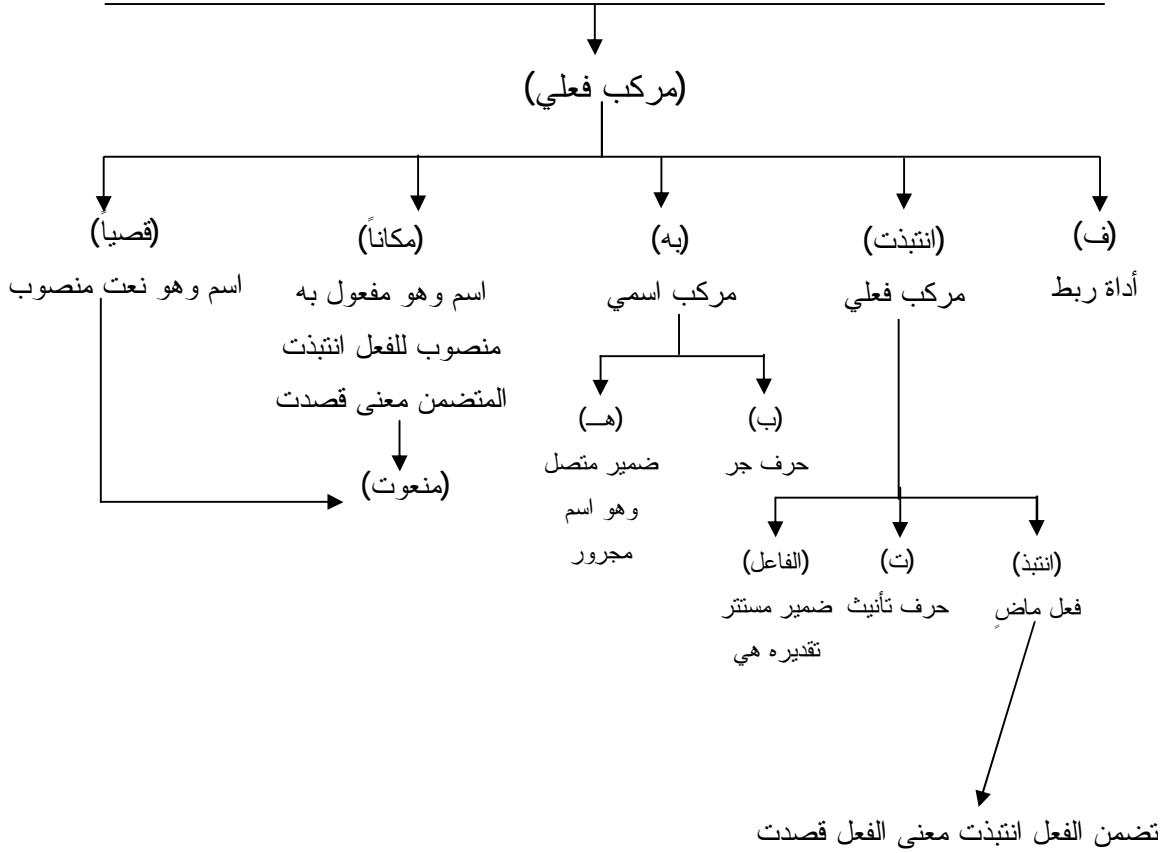 (مركب فعلي)
(ف)
أداة ربط
(انتبذت)
مركب فعلي
(به)
مركب اسمي
(مكاناً)
اسم وهو مفعول به
منصوب للفعل انتبذت
المتضمن معنى قصدت
(منعوت)
(قصياً)
اسم وهو نعت منصوب
(ب)
حرف جر
(هـ)
ضمير متصل
وهو اسم
مجرور
(انتبذ)
فعل ماضٍ
(ت)
حرف تأنيث
(الفاعل)
ضمير مستتر
تقديره هي
تضمن الفعل انتبذت معنى الفعل قصدت